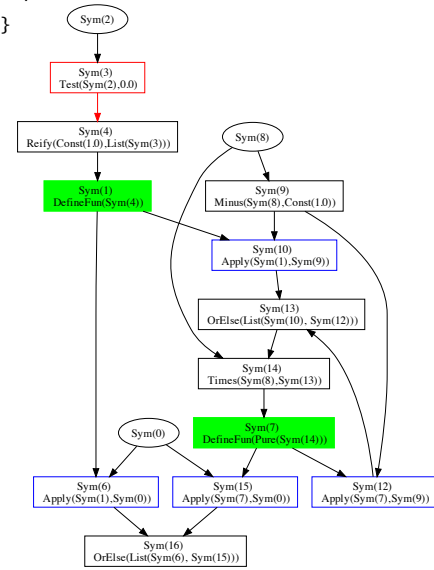 }
Sym(2)
Sym(3)
Test(Sym(2),0.0)
Sym(4)
Reify(Const(1.0),List(Sym(3)))
Sym(8)
Sym(1)
DefineFun(Sym(4))
Sym(9)
Minus(Sym(8),Const(1.0))
Sym(10)
Apply(Sym(1),Sym(9))
Sym(13)
OrElse(List(Sym(10), Sym(12)))
Sym(14)
Times(Sym(8),Sym(13))
Sym(7)
DefineFun(Pure(Sym(14)))
Sym(0)
Sym(6)
Apply(Sym(1),Sym(0))
Sym(15)
Apply(Sym(7),Sym(0))
Sym(12)
Apply(Sym(7),Sym(9))
Sym(16)
OrElse(List(Sym(6), Sym(15)))